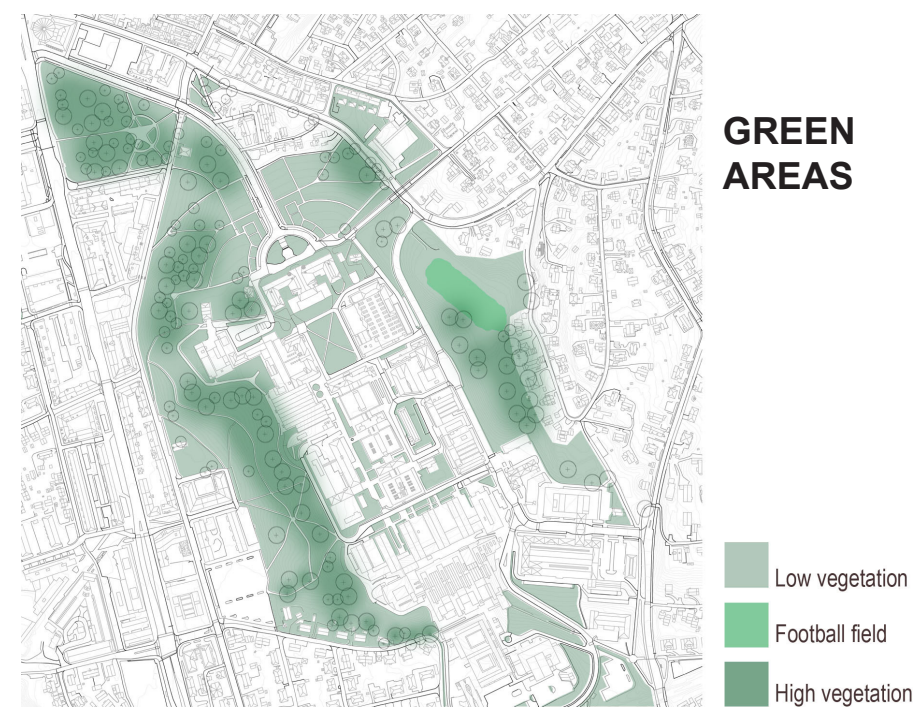 GREEN
AREAS
Low vegetation
Football field
High vegetation